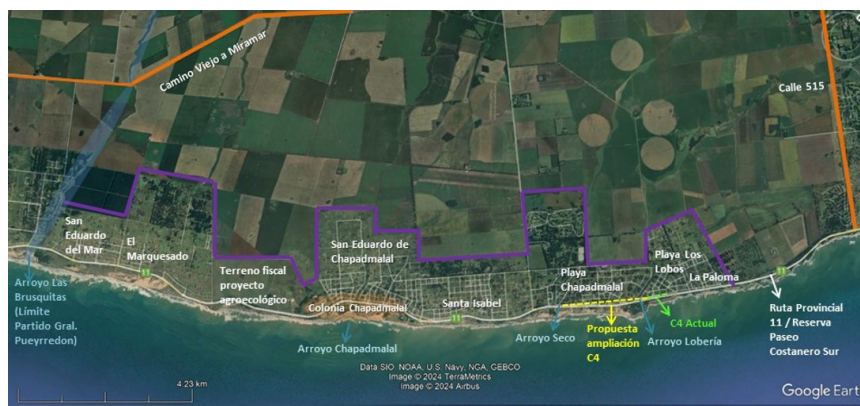 Camino Viejo a Miramar
Calle 515
San
Eduardo
del Mar
El
Marquesado
Terreno fiscal
proyecto
agroecológico
San Eduardo de
Chapadmalal
Colonia Chapadmalal
Santa Isabel
Playa
Chapadmalal
Playa Los
Lobos
La Paloma
11
11
11
Arroyo Las
Brusquitas
(Límite
Partido Gral.
Pueyrredon)
Arroyo Chapadmalal
Arroyo Seco
Propuesta
ampliación
C4
C4 Actual
Arroyo Lobería
Ruta Provincial
11 / Reserva
Paseo
Costanero Sur
Data SIO, NOAA, U.S. Navy, NGA, GEBCO
Image © 2024 TerraMetrics
Image © 2024 Airbus
4.23 km
Google Eart